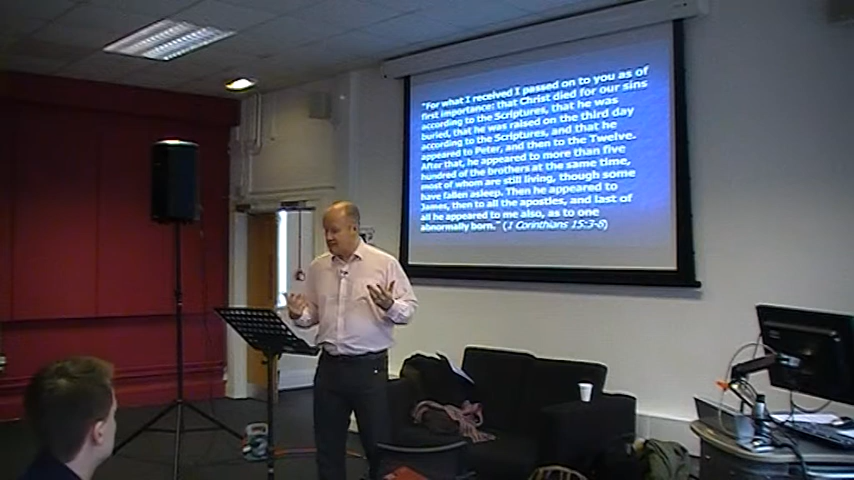 "For what I received I passed on to you as of
first importance: that Christ died for our sins
according to the Scriptures, that he was
buried, that he was raised on the third day
according to the Scriptures, and that he
appeared to Peter, and then to the Twelve.
After that, he appeared to more than five
hundred of the brothers at the same time,
most of whom are still living, though some
have fallen asleep. Then he appeared to
James, then to all the apostles, and last of
all he appeared to me also, as to one
abnormally born." (1 Corinthians 15:3-8)